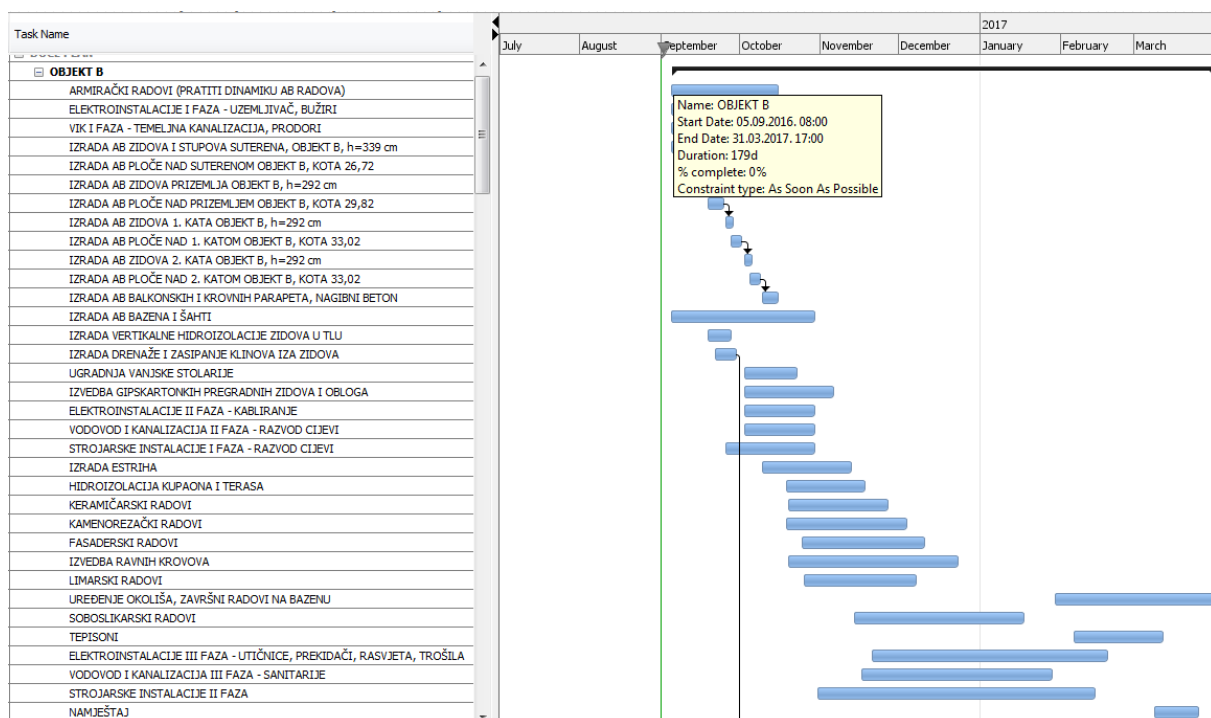 Task Name
2017
July August September October November December January February March
OBJEKT B
ARMIRAČKI RADOVI (PRATITI DINAMIKU AB RADOVA)
ELEKTROINSTALACIJE I FAZA - UZEMLJIVAČ, BUŽIRI
VIK I FAZA - TEMELJNA KANALIZACIJA, PRODORI
IZRADA AB ZIDOVA I STUPOVA SUTERENA, OBJEKT B, h=339 cm
IZRADA AB PLOČE NAD SUTERENOM OBJEKT B, KOTA 26,72
IZRADA AB ZIDOVA PRIZEMLJA OBJEKT B, h=292 cm
IZRADA AB PLOČE NAD PRIZEMLJEM OBJEKT B, KOTA 29,82
IZRADA AB ZIDOVA 1. KATA OBJEKT B, h=292 cm
IZRADA AB PLOČE NAD 1. KATOM OBJEKT B, KOTA 33,02
IZRADA AB ZIDOVA 2. KATA OBJEKT B, h=292 cm
IZRADA AB PLOČE NAD 2. KATOM OBJEKT B, KOTA 33,02
IZRADA AB BALKONSKIH I KROVNIH PARAPETA, NAGIBNI BETON
IZRADA AB BAZENA I ŠAHTI
IZRADA VERTIKALNE HIDROIZOLACIJE ZIDOVA U TLU
IZRADA DRENAŽE I ZASIPANJE KLINOVA IZA ZIDOVA
UGRADNJA VANJSKE STOLARIJE
IZVEDBA GIPSKARTONKIH PREGRADNIH ZIDOVA I OBLOGA
ELEKTROINSTALACIJE II FAZA - KABLIRANJE
VODOVOD I KANALIZACIJA II FAZA - RAZVOD CIJEVI
STROJARSKE INSTALACIJE I FAZA - RAZVOD CIJEVI
IZRADA ESTRIHA
HIDROIZOLACIJA KUPAONA I TERASA
KERAMIČARSKI RADOVI
KAMENOREZAČKI RADOVI
FASADERSKI RADOVI
IZVEDBA RAVNIH KROVOVA
LIMARSKI RADOVI
UREĐENJE OKOLIŠA, ZAVRŠNI RADOVI NA BAZENU
SOBOSLIKARSKI RADOVI
TEPISONI
ELEKTROINSTALACIJE III FAZA - UTIČNICE, PREKIDAČI, RASVJETA, TROŠILA
VODOVOD I KANALIZACIJA III FAZA - SANITARIJE
STROJARSKE INSTALACIJE II FAZA
NAMJEŠTAJ
Name: OBJEKT B
Start Date: 05.09.2016. 08:00
End Date: 31.03.2017. 17:00
Duration: 179d
% complete: 0%
Constraint type: As Soon As Possible